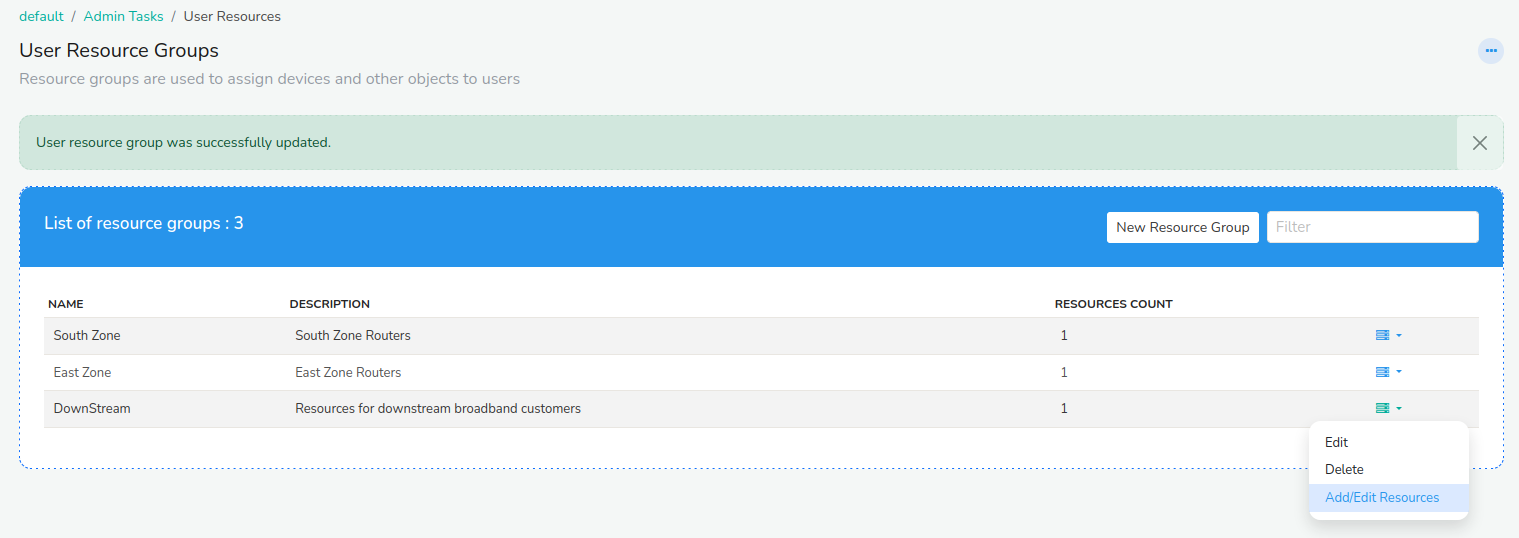 default / Admin Tasks / User Resources
User Resource Groups
Resource groups are used to assign devices and other objects to users
User resource group was successfully updated.
List of resource groups : 3
New Resource Group
Filter
NAME DESCRIPTION RESOURCES COUNT
South Zone South Zone Routers 1
East Zone East Zone Routers 1
DownStream Resources for downstream broadband customers 1
Edit
Delete
Add/Edit Resources